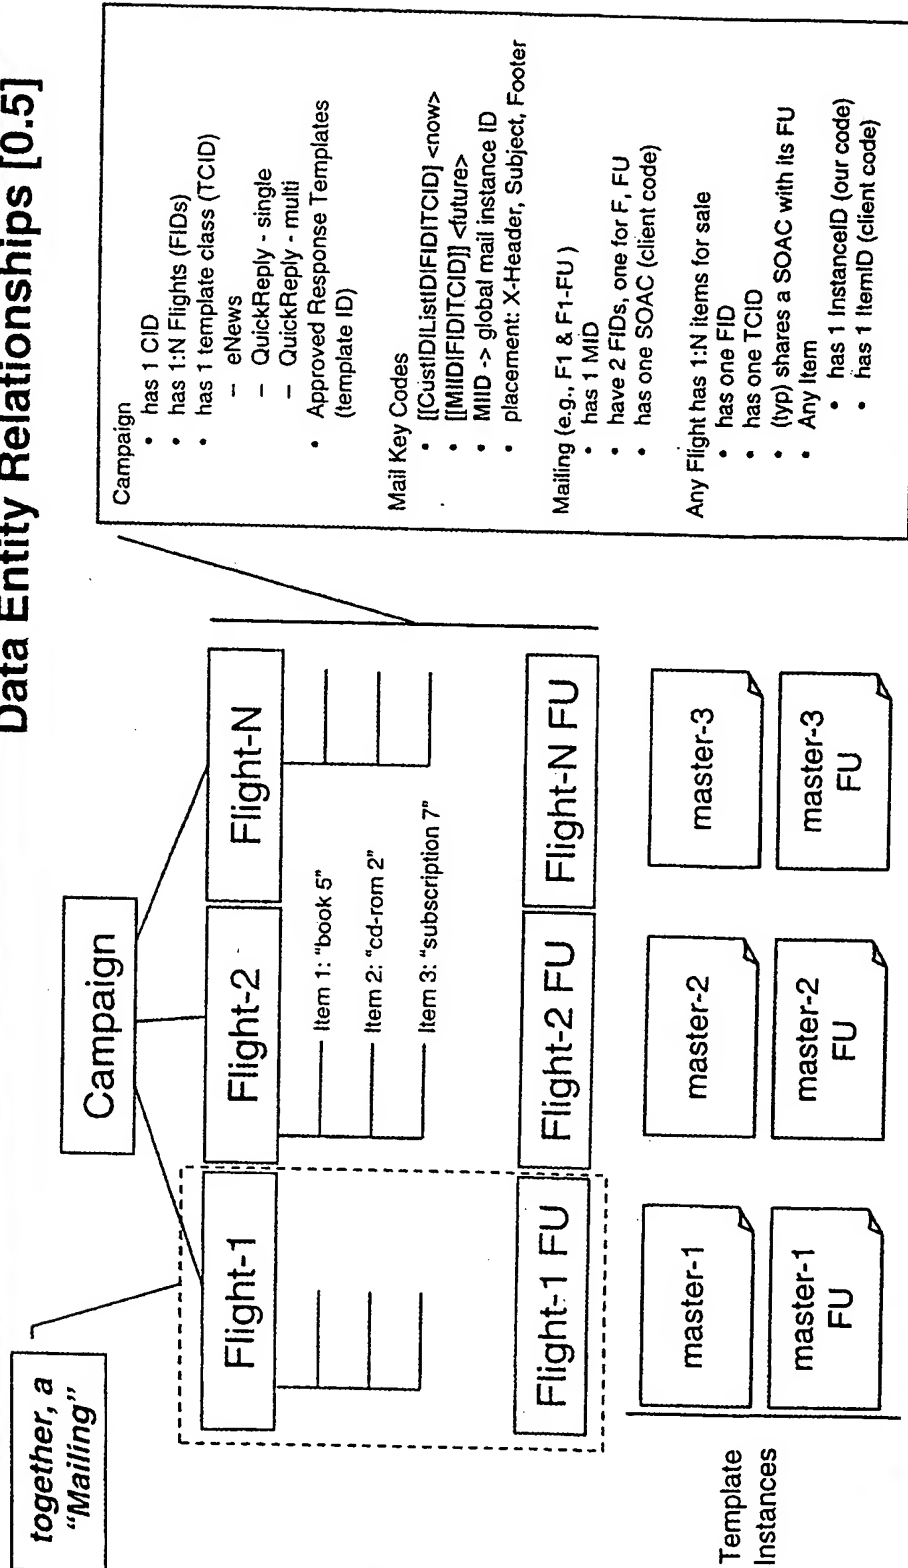 Data Entity Relationships [0.5]
together, a
"Mailing"
Campaign
Flight-1
Flight-2
Flight-N
Item 1: "book 5"
Item 2: "cd-rom 2"
Item 3: "subscription 7"
Flight-1 FU
Flight-2 FU
Flight-N FU
Template
Instances
master-1
master-2
master-3
master-1
FU
master-2
FU
master-3
FU
Campaign
• has 1 CID
• has 1:N Flights (FIDs)
• has 1 template class (TCID)
– eNews
– QuickReply - single
– QuickReply - multi
• Approved Response Templates
(template ID)
Mail Key Codes
• [[CustID|ListID|FID|TCID] <now>
• [[MIID|FID|TCID]] <future>
• MIID -> global mail instance ID
• placement: X-Header, Subject, Footer
Mailing (e.g., F1 & F1-FU )
• has 1 MID
• have 2 FIDs, one for F, FU
• has one SOAC (client code)
Any Flight has 1:N items for sale
• has one FID
• has one TCID
• (typ) shares a SOAC with its FU
• Any Item
• has 1 InstanceID (our code)
• has 1 ItemID (client code)